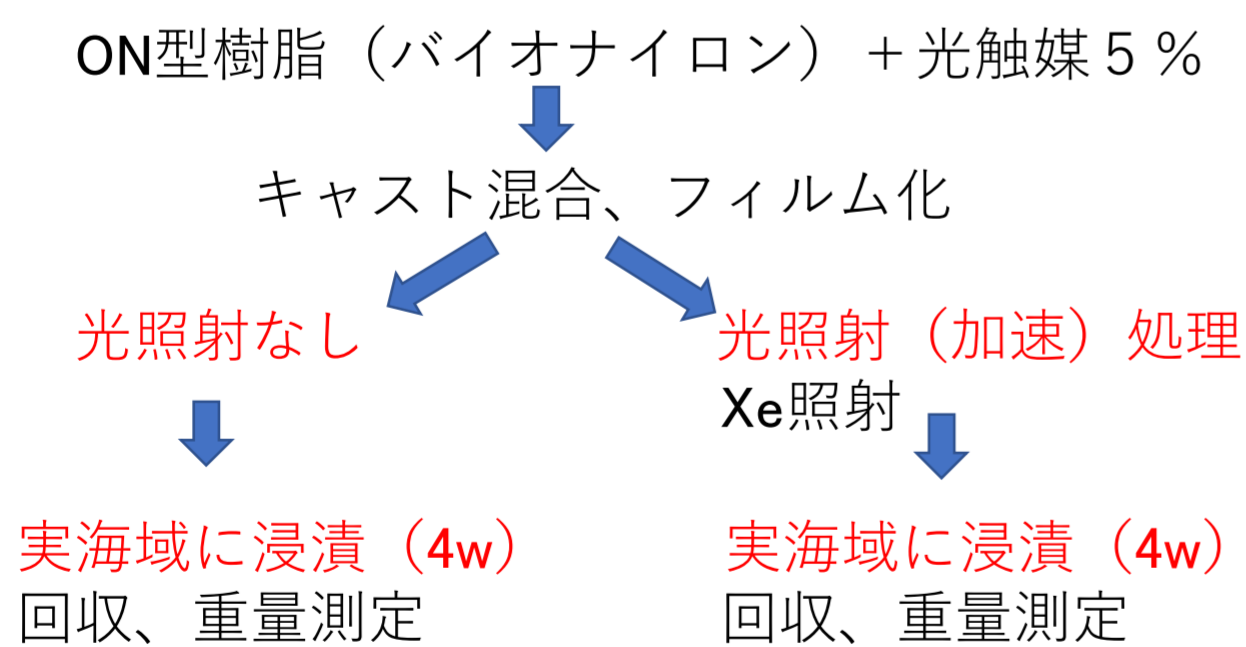 ON型樹脂（バイオナイロン）＋光触媒５％
キャスト混合、フィルム化
光照射なし
光照射（加速）処理
Xe照射
実海域に浸漬（4w）
回収、重量測定
実海域に浸漬（4w）
回収、重量測定